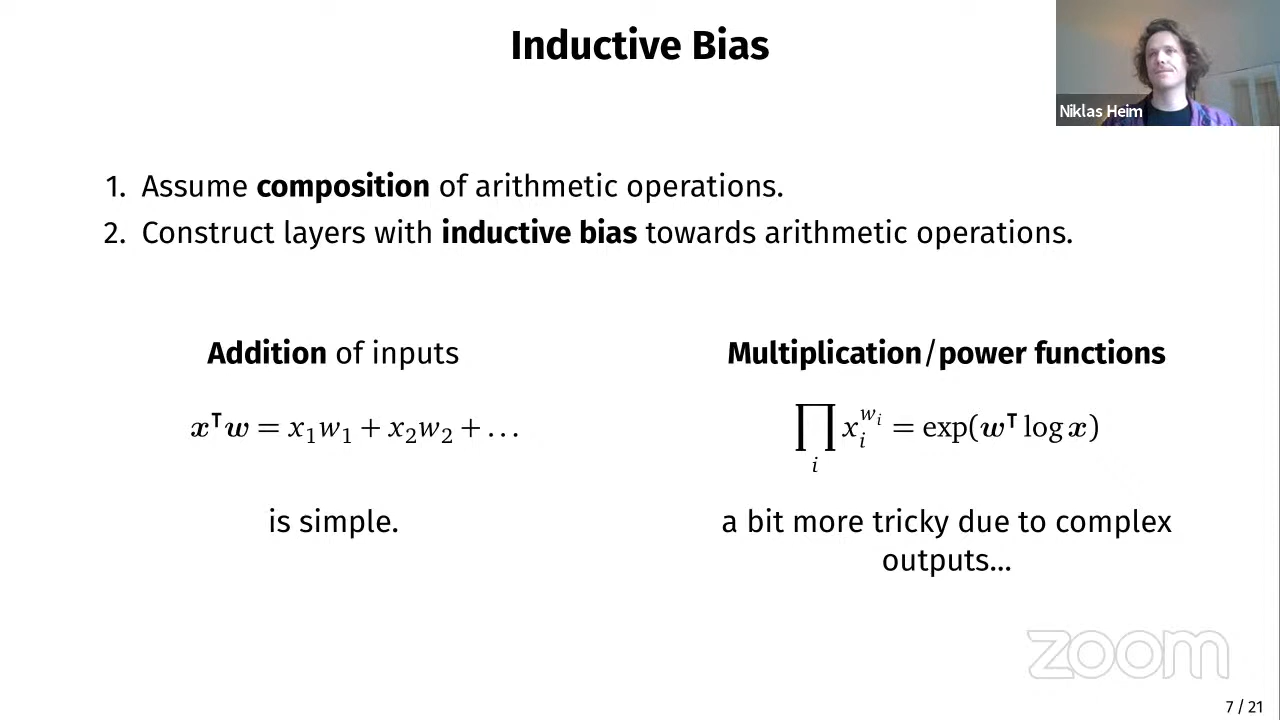 Inductive Bias
Niklas Heim
1. Assume composition of arithmetic operations.
2. Construct layers with inductive bias towards arithmetic operations.
Addition of inputs
𝒙ᵀ𝒘 = x₁w₁ + x₂w₂ + …
is simple.
Multiplication/power functions
∏ᵢ xᵢ^{wᵢ} = exp(𝒘ᵀ log 𝒙)
a bit more tricky due to complex
outputs…
zoom
7 / 21